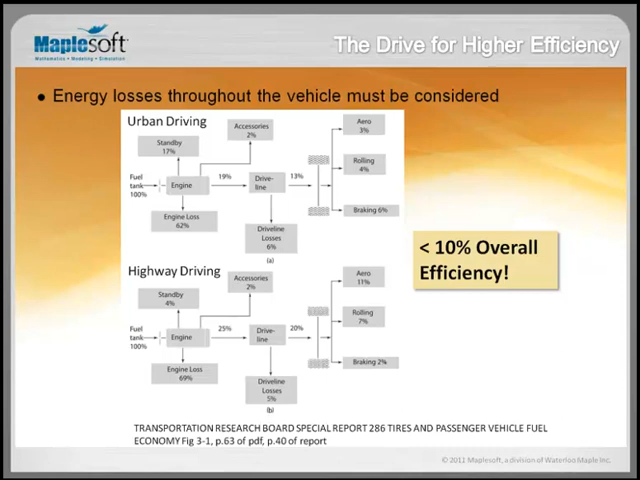 Maplesoft
Mathematics • Modeling • Simulation
The Drive for Higher Efficiency
• Energy losses throughout the vehicle must be considered
Urban Driving
Accessories
2%
Aero
3%
Standby
17%
Rolling
4%
Fuel
tank
100%
Engine
19%
Drive-
line
13%
Braking 6%
Engine Loss
62%
Driveline
Losses
6%
(a)
< 10% Overall
Efficiency!
Highway Driving
Accessories
2%
Aero
11%
Standby
4%
Rolling
7%
Fuel
tank
100%
Engine
25%
Drive-
line
20%
Braking 2%
Engine Loss
69%
Driveline
Losses
5%
(b)
TRANSPORTATION RESEARCH BOARD SPECIAL REPORT 286 TIRES AND PASSENGER VEHICLE FUEL
ECONOMY Fig 3-1, p.63 of pdf, p.40 of report
© 2011 Maplesoft, a division of Waterloo Maple Inc.